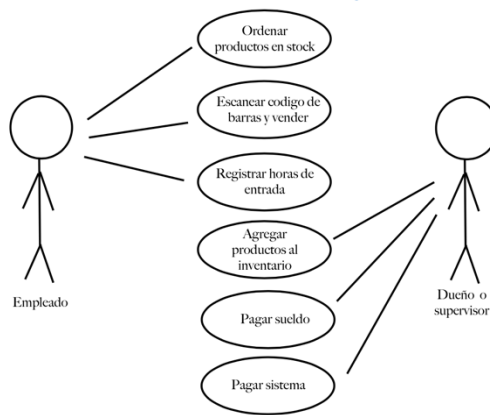 Ordenar
productos en stock
Escanear codigo de
barras y vender
Registrar horas de
entrada
Agregar
productos al
inventario
Pagar sueldo
Pagar sistema
Empleado
Dueño o
supervisor